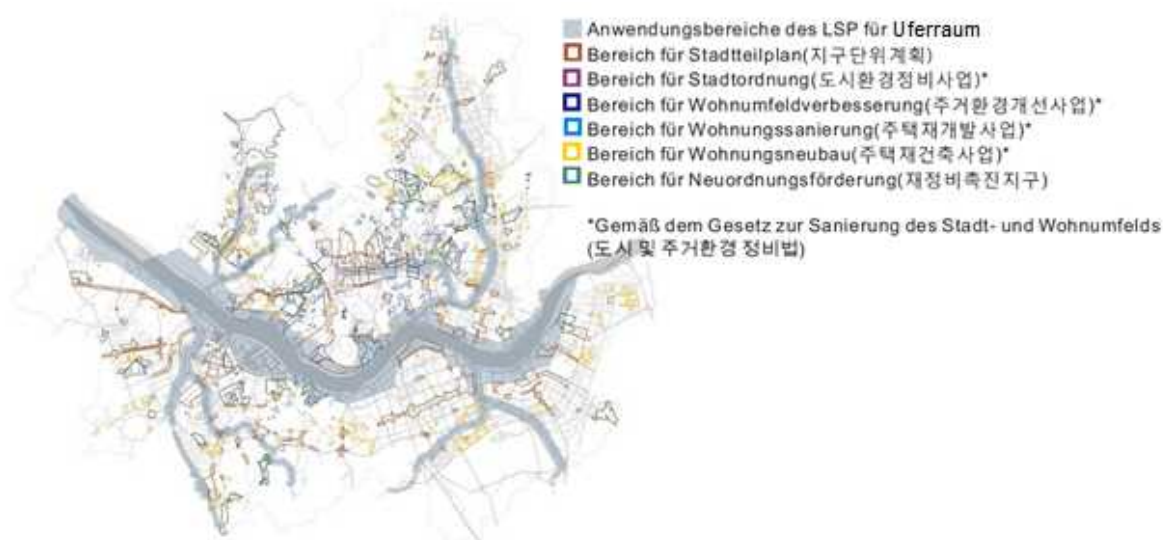 Anwendungsbereiche des LSP für Uferraum
Bereich für Stadtteilplan(지구단위계획)
Bereich für Stadtordnung(도시환경정비사업)*
Bereich für Wohnumfeldverbesserung(주거환경개선사업)*
Bereich für Wohnungssanierung(주택재개발사업)*
Bereich für Wohnungsneubau(주택재건축사업)*
Bereich für Neuordnungsförderung(재정비촉진지구)
*Gemäß dem Gesetz zur Sanierung des Stadt- und Wohnumfelds
(도시 및 주거환경 정비법)